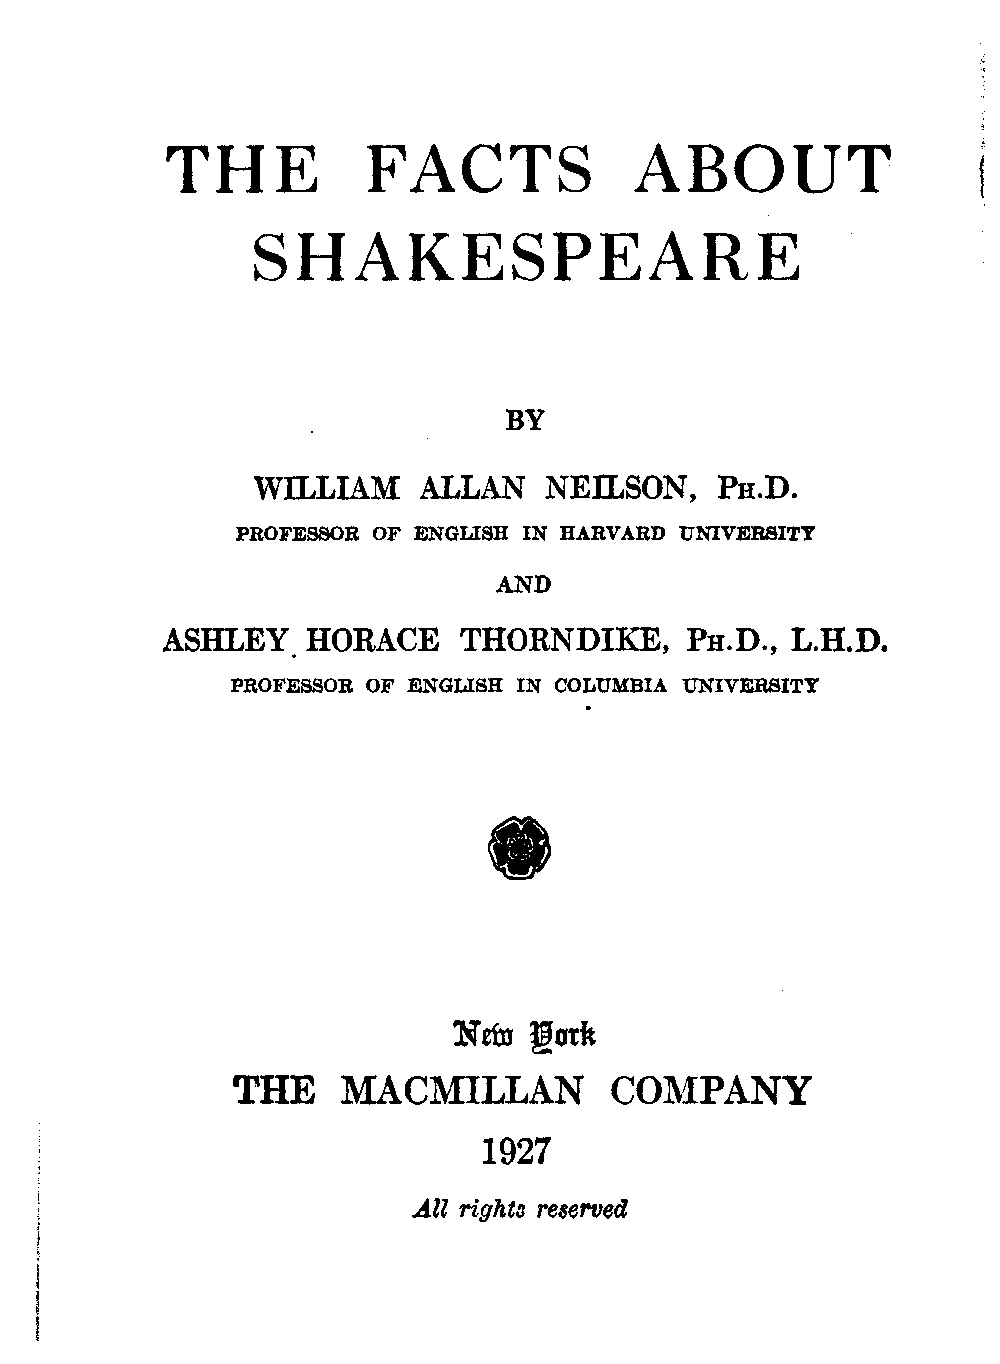 THE FACTS ABOUT
SHAKESPEARE
BY
WILLIAM ALLAN NEILSON, PH.D.
PROFESSOR OF ENGLISH IN HARVARD UNIVERSITY
AND
ASHLEY HORACE THORNDIKE, PH.D., L.H.D.
PROFESSOR OF ENGLISH IN COLUMBIA UNIVERSITY
New York
THE MACMILLAN COMPANY
1927
All rights reserved